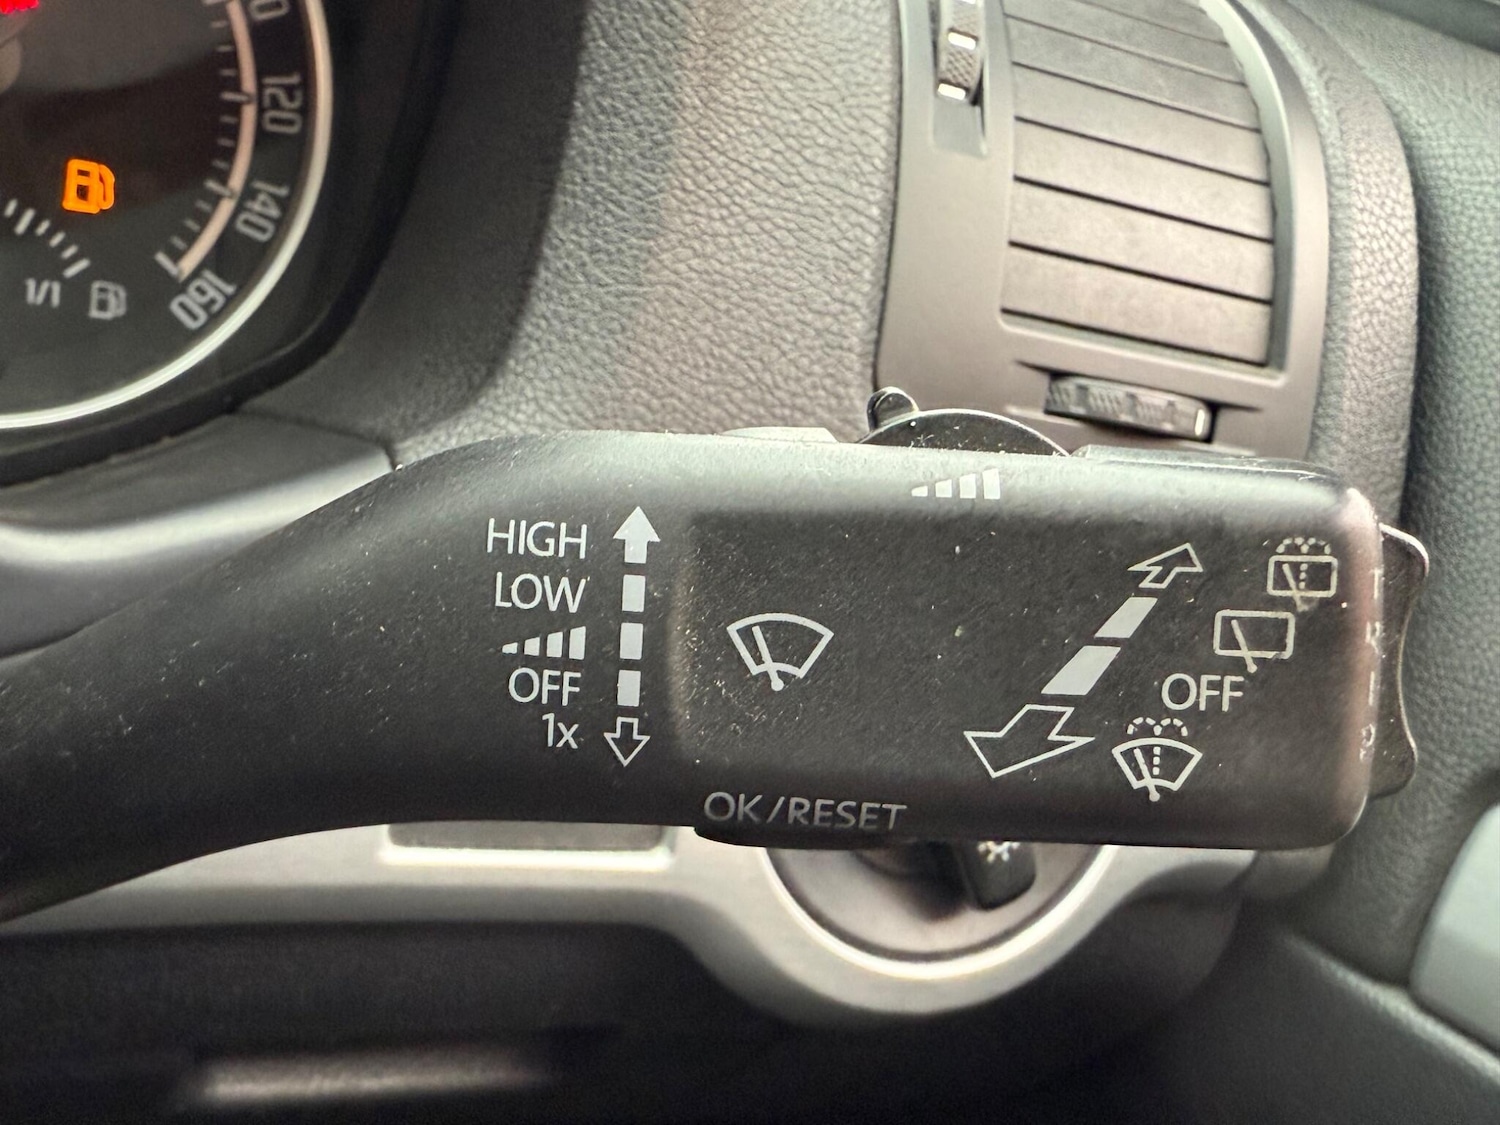 120
140
160
1/1
HIGH
LOW
OFF
1x
OFF
OK/RESET